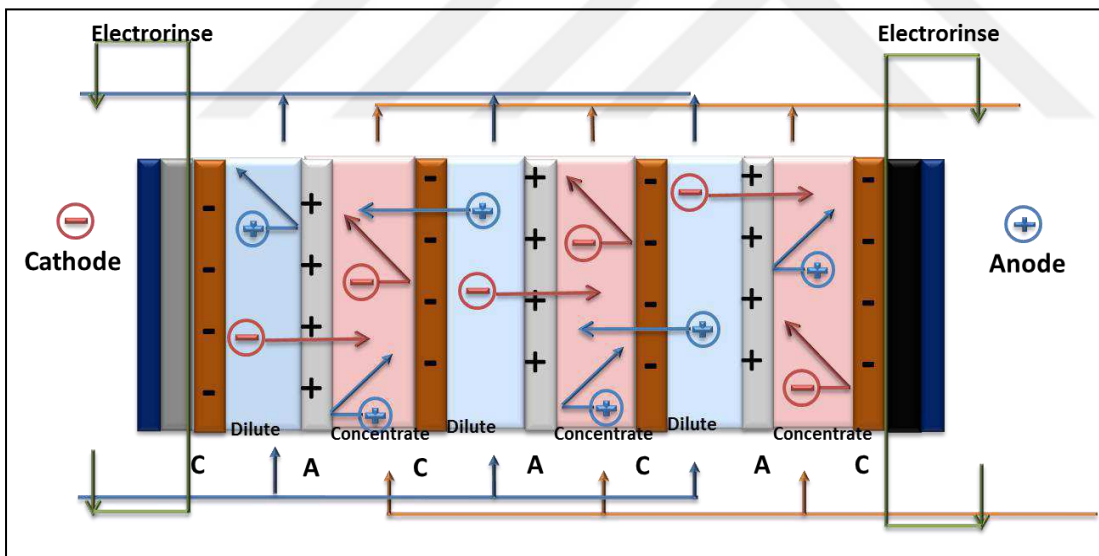 Electrorinse
Electrorinse
Cathode
Anode
Dilute
Concentrate
Dilute
Concentrate
Dilute
Concentrate
C
A
C
A
C
A
C